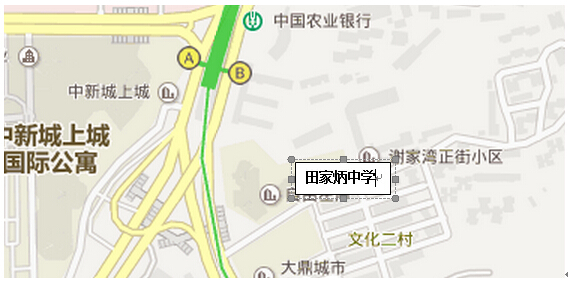 中国农业银行
A
B
中新城上城
中新城上城
国际公寓
谢家湾正街小区
田家炳中学
文化二村
大鼎城市